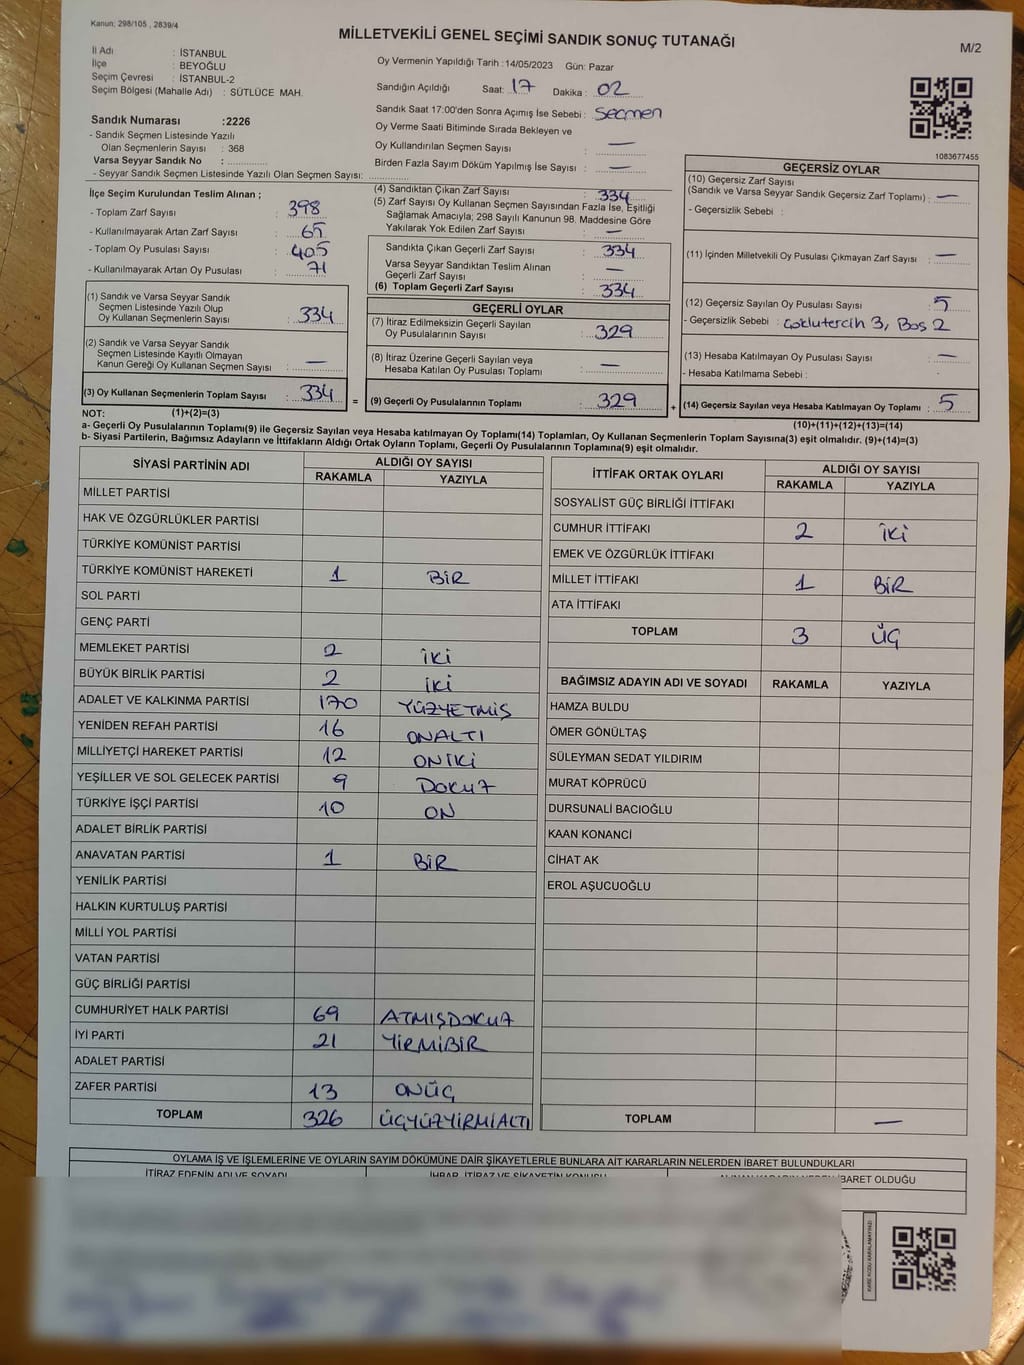 Kanun; 298/105 , 2839/4
MİLLETVEKİLİ GENEL SEÇİMİ SANDIK SONUÇ TUTANAĞI
M/2
İl Adı : İSTANBUL
İlçe : BEYOĞLU
Seçim Çevresi : İSTANBUL-2
Seçim Bölgesi (Mahalle Adı) : SÜTLÜCE MAH.
Sandık Numarası :2226
- Sandık Seçmen Listesinde Yazılı
Olan Seçmenlerin Sayısı : 368
Varsa Seyyar Sandık No : ..............
- Seyyar Sandık Seçmen Listesinde Yazılı Olan Seçmen Sayısı: ..............
Oy Vermenin Yapıldığı Tarih :14/05/2023 Gün: Pazar
Sandığın Açıldığı Saat: 17 Dakika : 02
Sandık Saat 17:00'den Sonra Açımış İse Sebebi : Seçmen
Oy Verme Saati Bitiminde Sırada Bekleyen ve
Oy Kullandırılan Seçmen Sayısı : —
Birden Fazla Sayım Döküm Yapılmış İse Sayısı : —
1083677455
İlçe Seçim Kurulundan Teslim Alınan ;
- Toplam Zarf Sayısı : 398
- Kullanılmayarak Artan Zarf Sayısı : 65
- Toplam Oy Pusulası Sayısı : 405
- Kullanılmayarak Artan Oy Pusulası : 71
(1) Sandık ve Varsa Seyyar Sandık
Seçmen Listesinde Yazılı Olup
Oy Kullanan Seçmenlerin Sayısı : 334
(2) Sandık ve Varsa Seyyar Sandık
Seçmen Listesinde Kayıtlı Olmayan
Kanun Gereği Oy Kullanan Seçmen Sayısı : —
(3) Oy Kullanan Seçmenlerin Toplam Sayısı : 334
(4) Sandıktan Çıkan Zarf Sayısı : 334
(5) Zarf Sayısı Oy Kullanan Seçmen Sayısından Fazla İse, Eşitliği
Sağlamak Amacıyla; 298 Sayılı Kanunun 98. Maddesine Göre
Yakılarak Yok Edilen Zarf Sayısı : —
Sandıkta Çıkan Geçerli Zarf Sayısı : 334
Varsa Seyyar Sandıktan Teslim Alınan
Geçerli Zarf Sayısı : —
(6) Toplam Geçerli Zarf Sayısı : 334
GEÇERLİ OYLAR
(7) İtiraz Edilmeksizin Geçerli Sayılan
Oy Pusulalarının Sayısı : 329
(8) İtiraz Üzerine Geçerli Sayılan veya
Hesaba Katılan Oy Pusulası Toplamı : —
= (9) Geçerli Oy Pusulalarının Toplamı : 329
GEÇERSİZ OYLAR
(10) Geçersiz Zarf Sayısı
(Sandık ve Varsa Seyyar Sandık Geçersiz Zarf Toplamı) : —
- Geçersizlik Sebebi :
(11) İçinden Milletvekili Oy Pusulası Çıkmayan Zarf Sayısı : —
(12) Geçersiz Sayılan Oy Pusulası Sayısı : 5
- Geçersizlik Sebebi : Çoklutercih 3, Boş 2
(13) Hesaba Katılmayan Oy Pusulası Sayısı : —
- Hesaba Katılmama Sebebi :
+ (14) Geçersiz Sayılan veya Hesaba Katılmayan Oy Toplamı : 5
NOT: (1)+(2)=(3) (10)+(11)+(12)+(13)=(14)
a- Geçerli Oy Pusulalarının Toplamı(9) ile Geçersiz Sayılan veya Hesaba katılmayan Oy Toplamı(14) Toplamları, Oy Kullanan Seçmenlerin Toplam Sayısına(3) eşit olmalıdır. (9)+(14)=(3)
b- Siyasi Partilerin, Bağımsız Adayların ve İttifakların Aldığı Ortak Oyların Toplamı, Geçerli Oy Pusulalarının Toplamına(9) eşit olmalıdır.
SİYASİ PARTİNİN ADI ALDIĞI OY SAYISI
RAKAMLA YAZIYLA
MİLLET PARTİSİ
HAK VE ÖZGÜRLÜKLER PARTİSİ
TÜRKİYE KOMÜNİST PARTİSİ
TÜRKİYE KOMÜNİST HAREKETİ 1 BİR
SOL PARTİ
GENÇ PARTİ
MEMLEKET PARTİSİ 2 İKİ
BÜYÜK BİRLİK PARTİSİ 2 İKİ
ADALET VE KALKINMA PARTİSİ 170 YÜZYETMİŞ
YENİDEN REFAH PARTİSİ 16 ONALTI
MİLLİYETÇİ HAREKET PARTİSİ 12 ONİKİ
YEŞİLLER VE SOL GELECEK PARTİSİ 9 DOKUZ
TÜRKİYE İŞÇİ PARTİSİ 10 ON
ADALET BİRLİK PARTİSİ
ANAVATAN PARTİSİ 1 BİR
YENİLİK PARTİSİ
HALKIN KURTULUŞ PARTİSİ
MİLLİ YOL PARTİSİ
VATAN PARTİSİ
GÜÇ BİRLİĞİ PARTİSİ
CUMHURİYET HALK PARTİSİ 69 ATMIŞDOKUZ
İYİ PARTİ 21 YİRMİBİR
ADALET PARTİSİ
ZAFER PARTİSİ 13 ONÜÇ
TOPLAM 326 ÜÇYÜZYİRMİALTI
İTTİFAK ORTAK OYLARI ALDIĞI OY SAYISI
RAKAMLA YAZIYLA
SOSYALİST GÜÇ BİRLİĞİ İTTİFAKI
CUMHUR İTTİFAKI 2 İKİ
EMEK VE ÖZGÜRLÜK İTTİFAKI
MİLLET İTTİFAKI 1 BİR
ATA İTTİFAKI
TOPLAM 3 ÜÇ
BAĞIMSIZ ADAYIN ADI VE SOYADI RAKAMLA YAZIYLA
HAMZA BULDU
ÖMER GÖNÜLTAŞ
SÜLEYMAN SEDAT YILDIRIM
MURAT KÖPRÜCÜ
DURSUNALİ BACIOĞLU
KAAN KONANCİ
CİHAT AK
EROL AŞUCUOĞLU
TOPLAM —
OYLAMA İŞ VE İŞLEMLERİNE VE OYLARIN SAYIM DÖKÜMÜNE DAİR ŞİKAYETLERLE BUNLARA AİT KARARLARIN NELERDEN İBARET BULUNDUKLARI
İTİRAZ EDENİN ADI VE SOYADI İHBAR, İTİRAZ VE ŞİKAYETİN KONUSU İBARET OLDUĞU